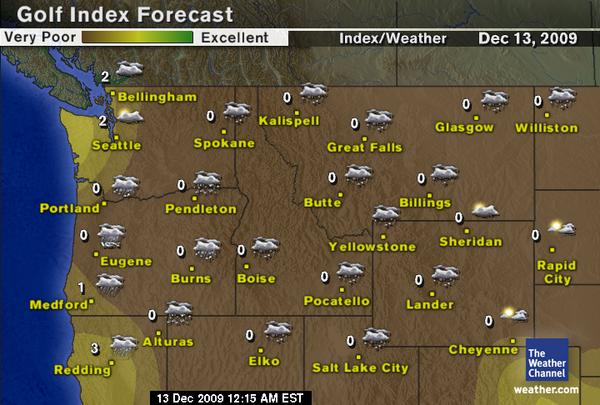 Golf Index Forecast
Very Poor Excellent Index/Weather Dec 13, 2009
2
Bellingham
2
Seattle
0
Spokane
0
Kalispell
0
Great Falls
0
Glasgow
0
Williston
0
Portland
0
Pendleton
0
Butte
0
Billings
0
Yellowstone
0
Sheridan
0
Rapid
City
0
Eugene
0
Burns
0
Boise
0
Pocatello
0
Lander
1
Medford
0
Alturas
0
Elko
0
Salt Lake City
0
Cheyenne
3
Redding
The
Weather
Channel
weather.com
13 Dec 2009 12:15 AM EST